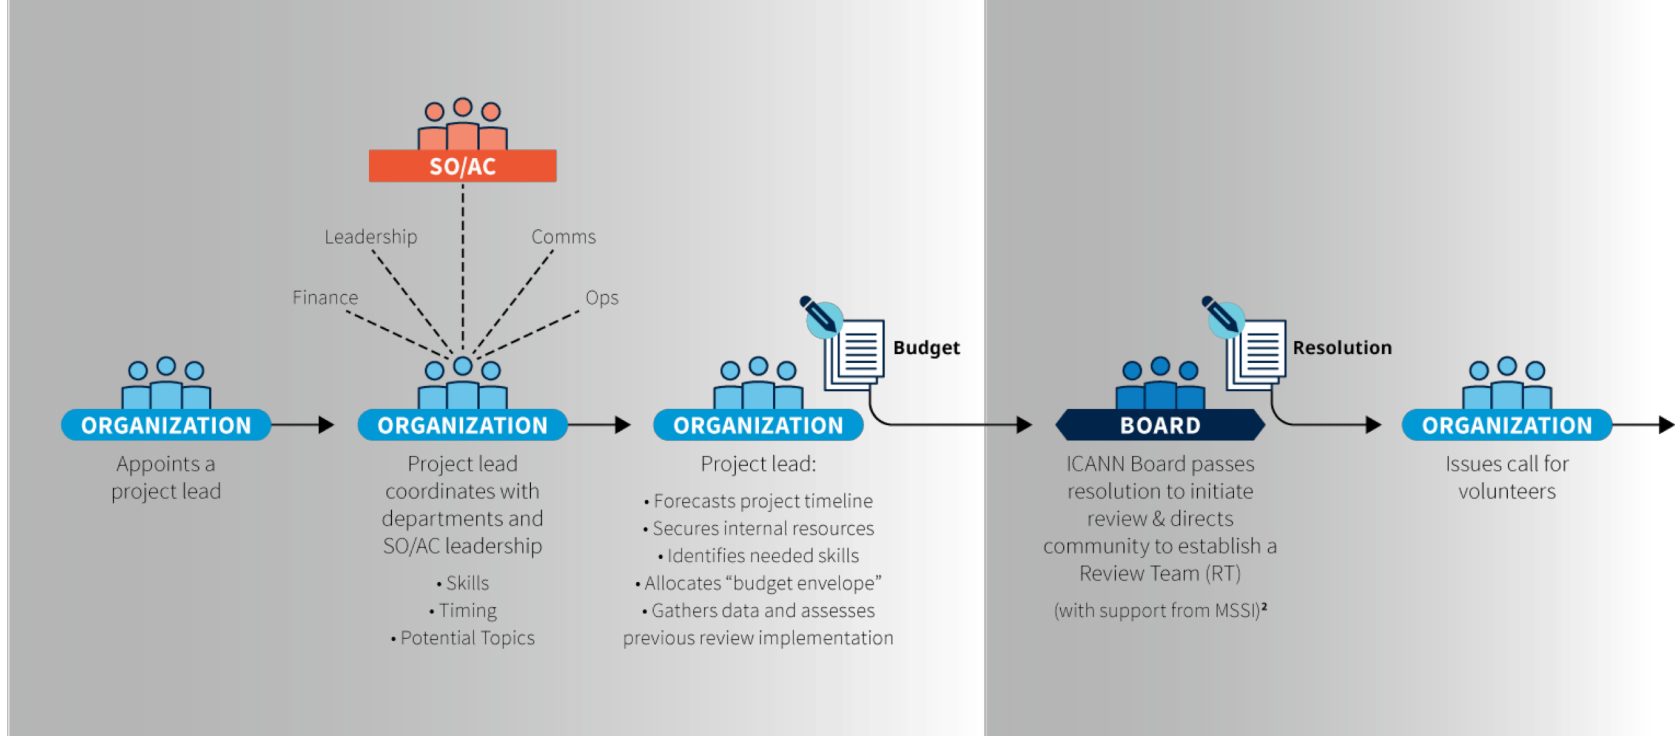 SO/AC
Leadership
Comms
Finance
Ops
ORGANIZATION
Appoints a
project lead
ORGANIZATION
Project lead
coordinates with
departments and
SO/AC leadership
• Skills
• Timing
• Potential Topics
ORGANIZATION
Budget
Project lead:
• Forecasts project timeline
• Secures internal resources
• Identifies needed skills
• Allocates “budget envelope”
• Gathers data and assesses
previous review implementation
BOARD
Resolution
ICANN Board passes
resolution to initiate
review & directs
community to establish a
Review Team (RT)
(with support from MSSI)²
ORGANIZATION
Issues call for
volunteers